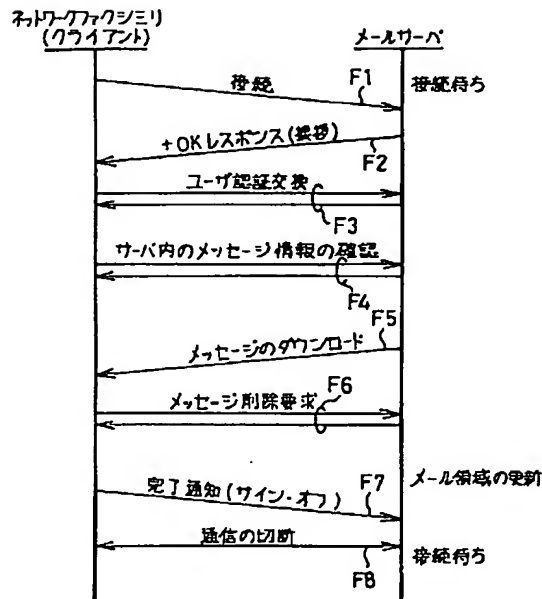 ネットワークファクシミリ
(クライアント)
メールサーバ
接続
F1
接続待ち
+OKレスポンス(挨拶)
F2
ユーザ認証交換
F3
サーバ内のメッセージ情報の確認
F4
F5
メッセージのダウンロード
F6
メッセージ削除要求
完了通知(サイン・オフ)
F7
メール領域の更新
通信の切断
F8
接続待ち